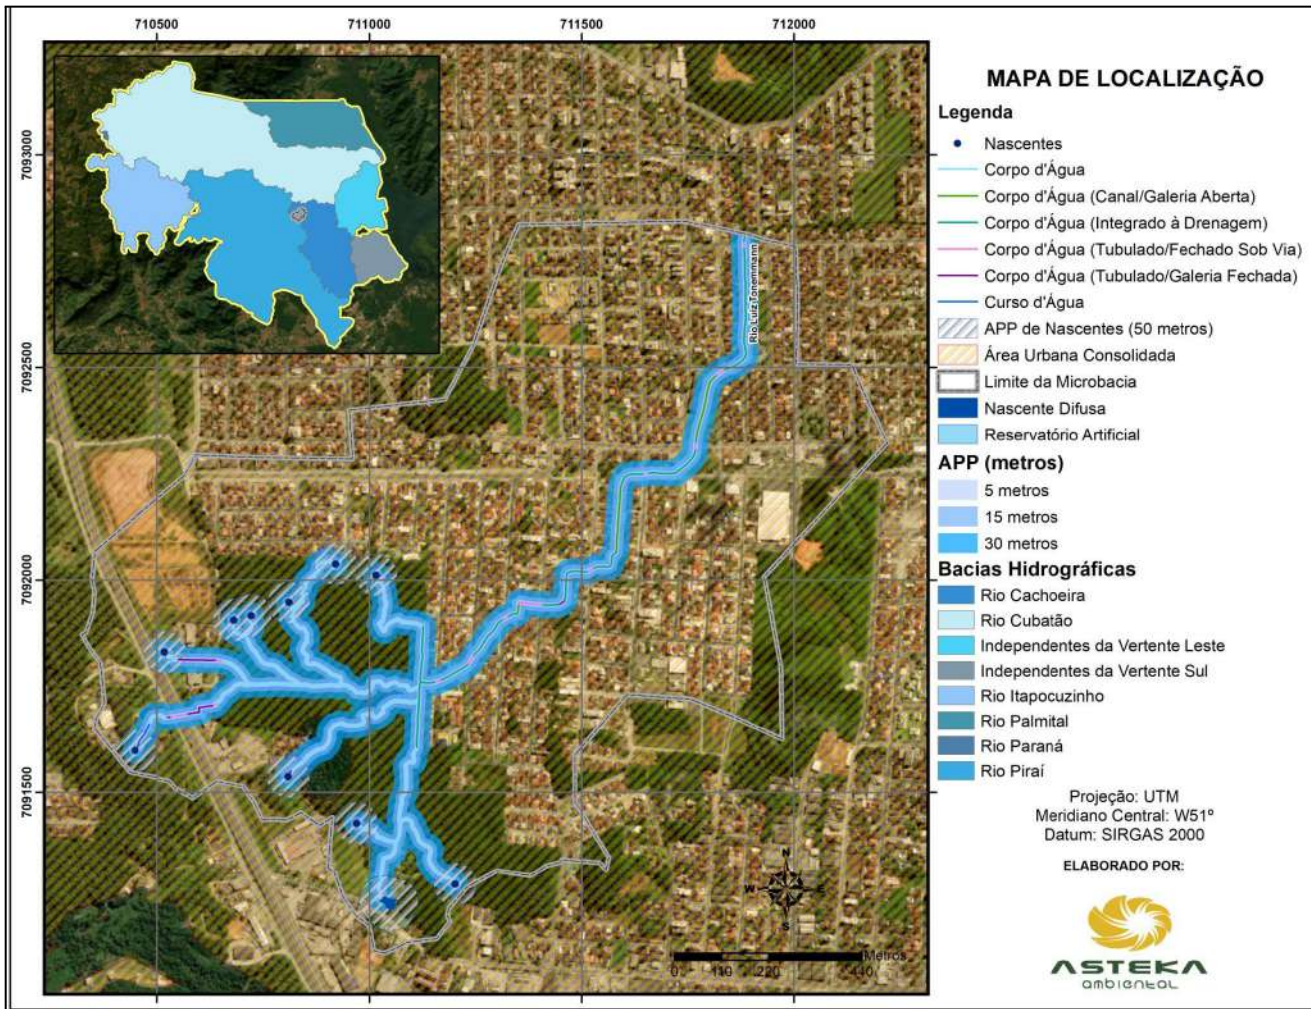 710500
711000
711500
712000
7093000
7092500
7092000
7091500
Rio Luiz Tonemmann
N
W
E
S
Metros
0
110
220
440
MAPA DE LOCALIZAÇÃO
Legenda
Nascentes
Corpo d'Água
Corpo d'Água (Canal/Galeria Aberta)
Corpo d'Água (Integrado à Drenagem)
Corpo d'Água (Tubulado/Fechado Sob Via)
Corpo d'Água (Tubulado/Galeria Fechada)
Curso d'Água
APP de Nascentes (50 metros)
Área Urbana Consolidada
Limite da Microbacia
Nascente Difusa
Reservatório Artificial
APP (metros)
5 metros
15 metros
30 metros
Bacias Hidrográficas
Rio Cachoeira
Rio Cubatão
Independentes da Vertente Leste
Independentes da Vertente Sul
Rio Itapocuzinho
Rio Palmital
Rio Paraná
Rio Piraí
Projeção: UTM
Meridiano Central: W51º
Datum: SIRGAS 2000
ELABORADO POR:
ASTEKA
ambiental